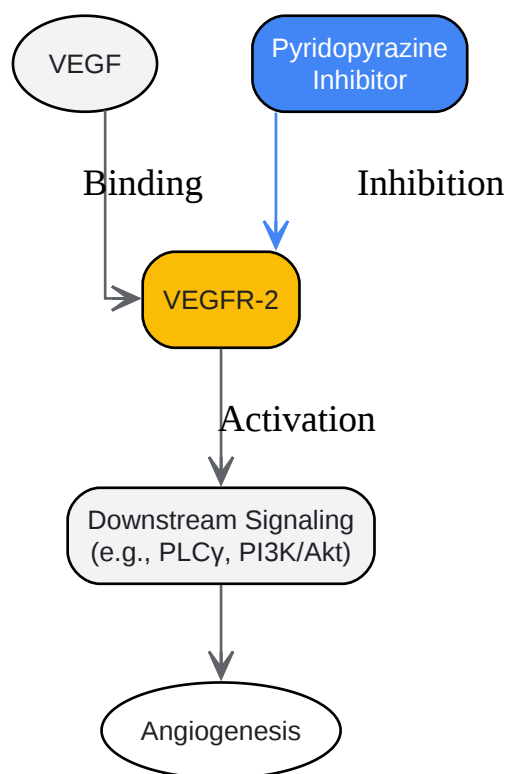 VEGF
Pyridopyrazine
Inhibitor
Binding
Inhibition
VEGFR-2
Activation
Downstream Signaling
(e.g., PLCγ, PI3K/Akt)
Angiogenesis